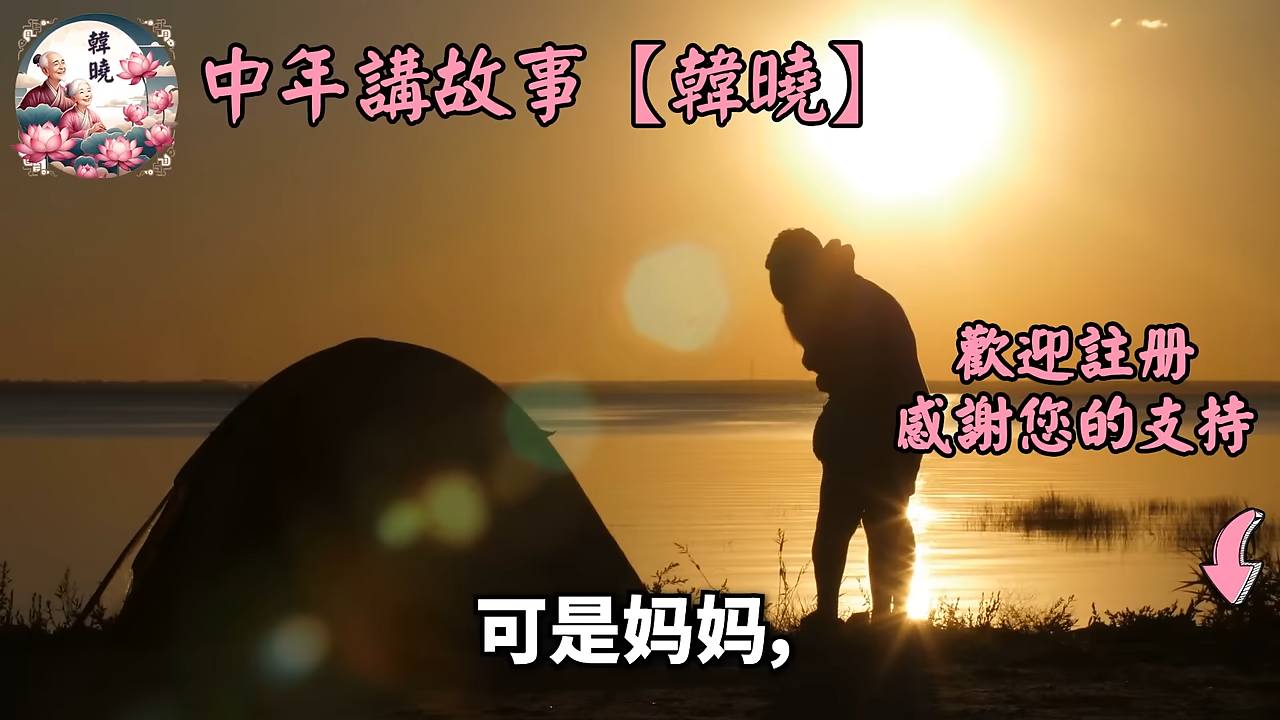 韓曉
中年講故事【韓曉】
歡迎註册
感謝您的支持
可是妈妈,